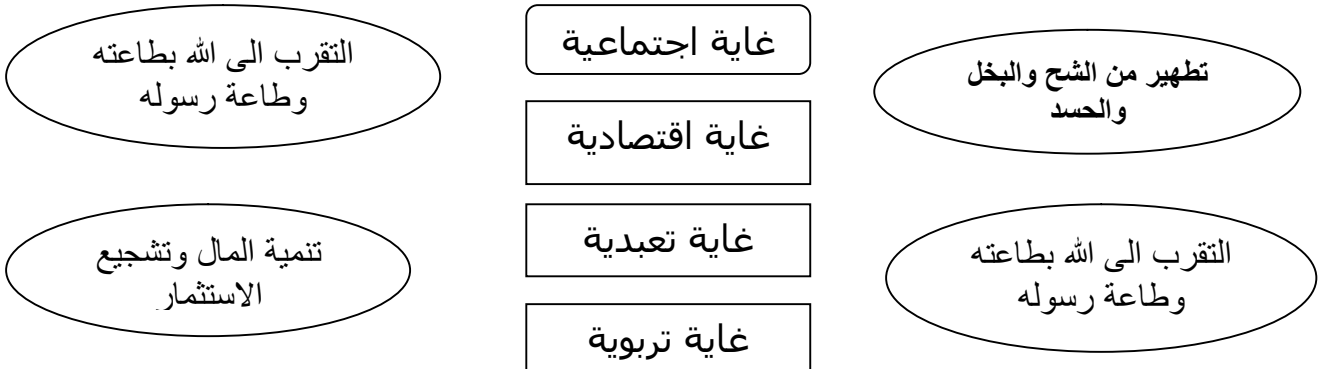 غاية اجتماعية
التقرب الى الله بطاعته
وطاعة رسوله
تطهير من الشح والبخل
والحسد
غاية اقتصادية
غاية تعبدية
التقرب الى الله بطاعته
وطاعة رسوله
تنمية المال وتشجيع
الاستثمار
غاية تربوية